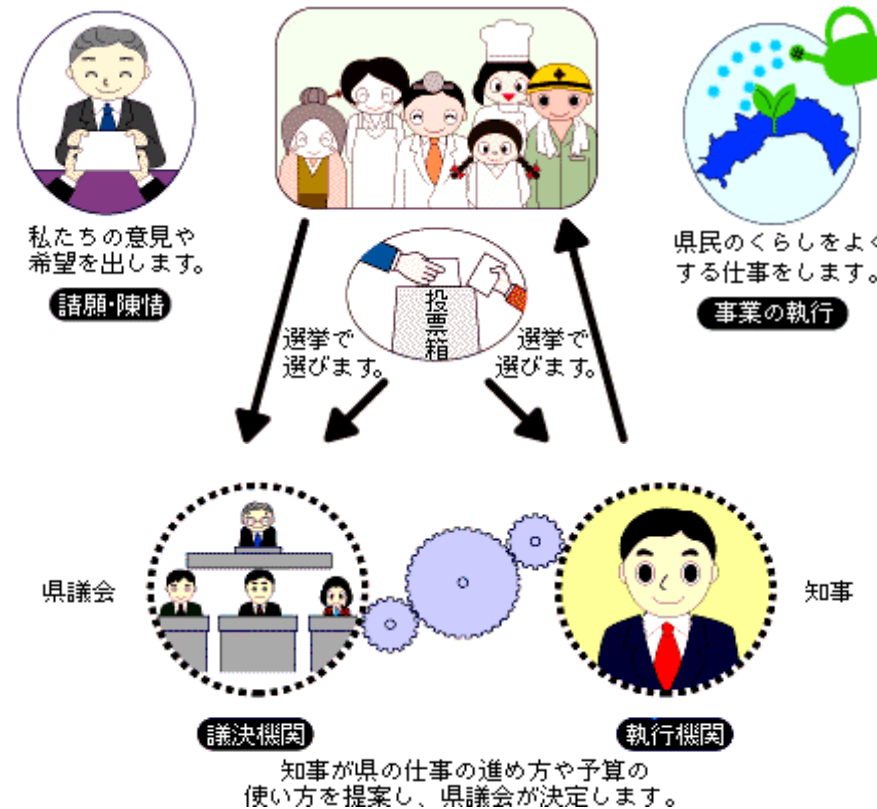 私たちの意見や
希望を出します。
請願・陳情
県民のくらしをよく
する仕事をします。
事業の執行
投票箱
選挙で
選びます。
選挙で
選びます。
県議会
知事
議決機関
執行機関
知事が県の仕事の進め方や予算の
使い方を提案し、県議会が決定します。